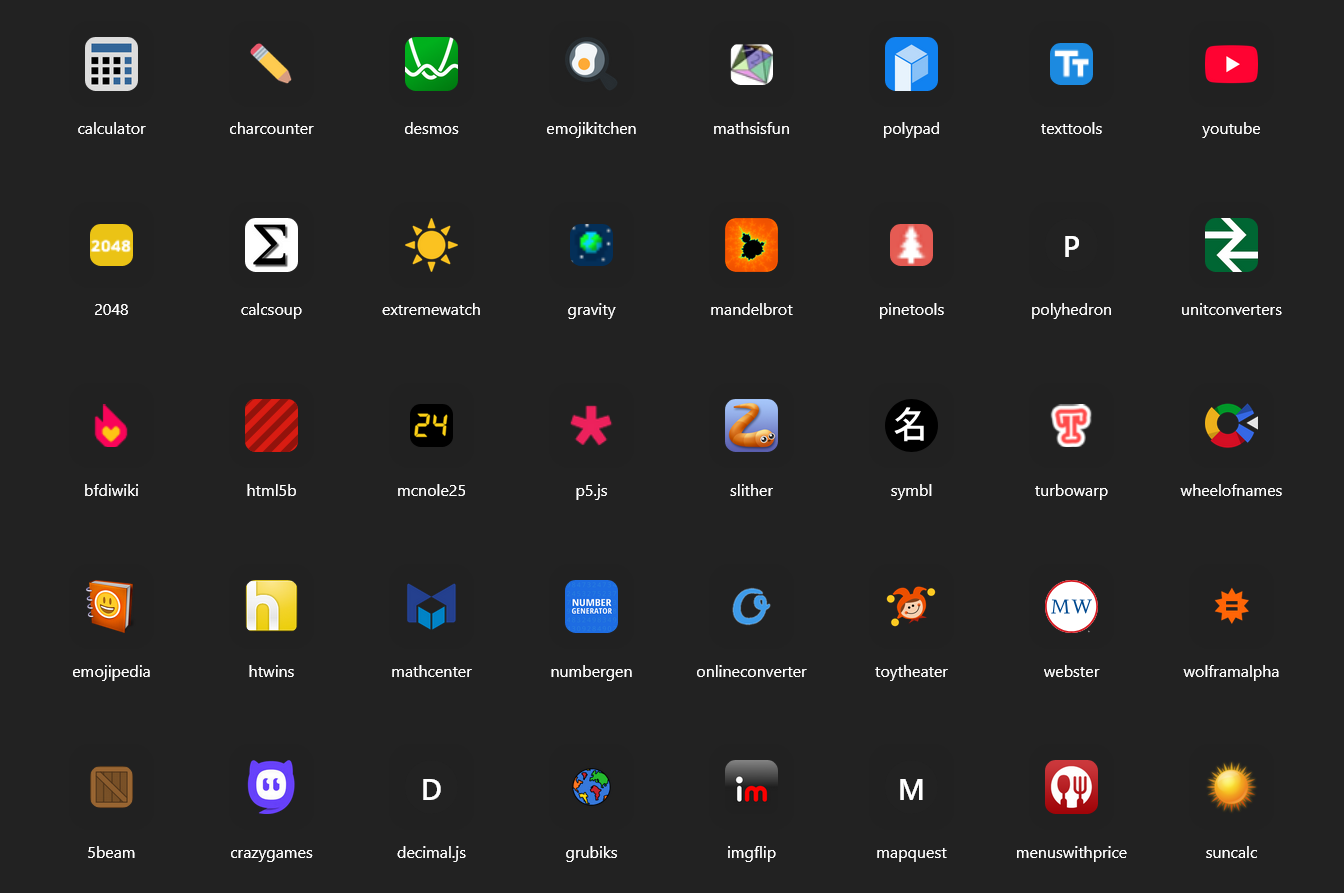 calculator charcounter desmos emojikitchen mathsisfun polypad texttools youtube
TT
2048 Σ P
2048 calcsoup extremewatch gravity mandelbrot pinetools polyhedron unitconverters
24 名 T
bfdiwiki html5b mcnole25 p5.js slither symbl turbowarp wheelofnames
h NUMBER GENERATOR MW =
emojipedia htwins mathcenter numbergen onlineconverter toytheater webster wolframalpha
D im M
5beam crazygames decimal.js grubiks imgflip mapquest menuswithprice suncalc